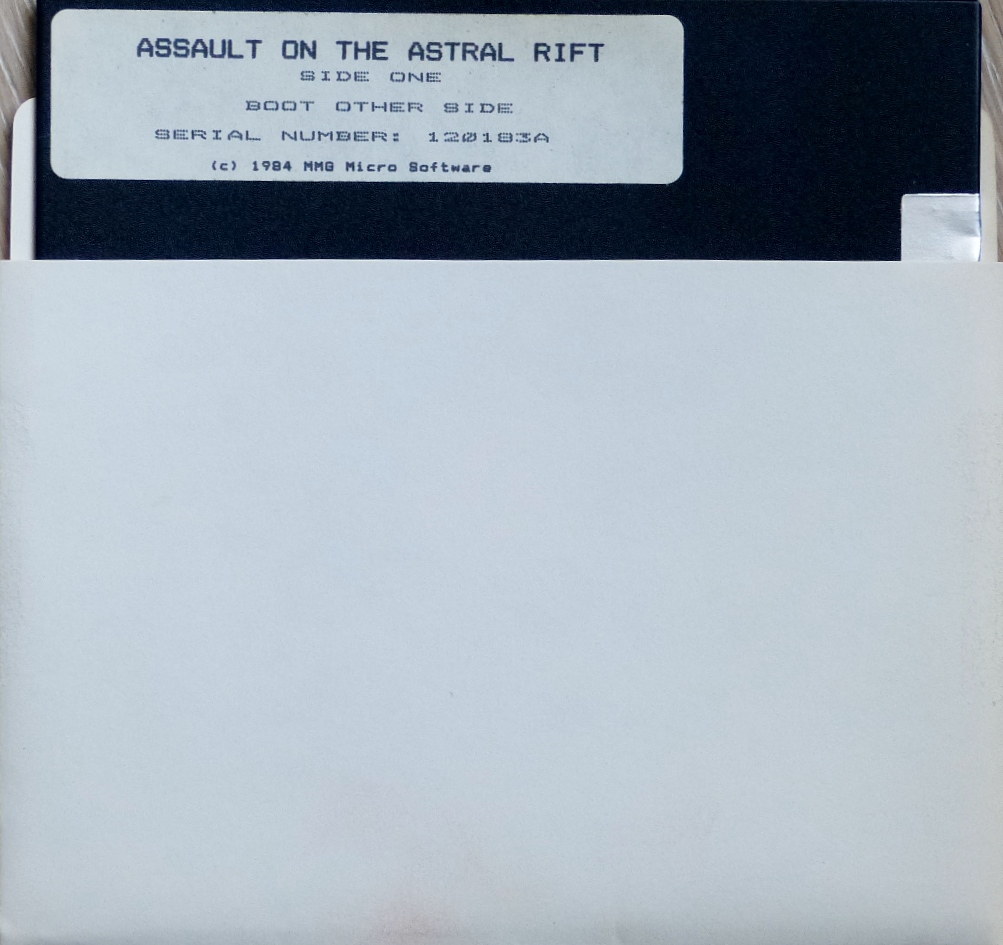 ASSAULT ON THE ASTRAL RIFT
SIDE ONE
BOOT OTHER SIDE
SERIAL NUMBER: 120183A
(c) 1984 MMG Micro Software